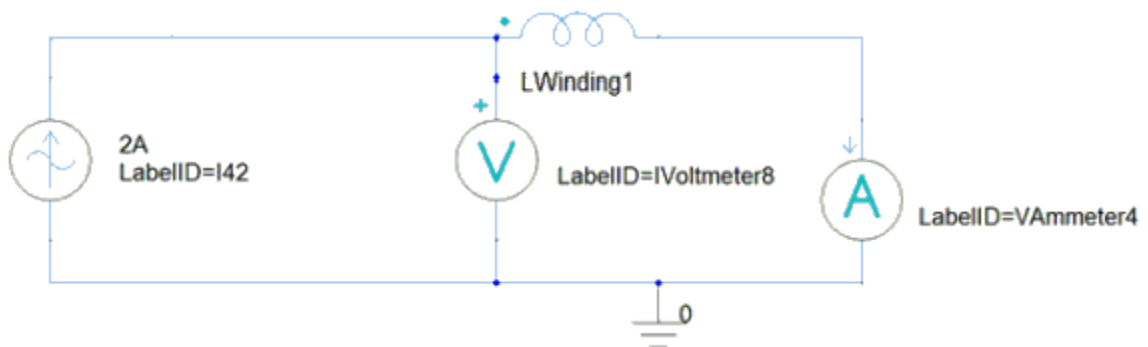 LWinding1
2A
LabelID=I42
V
LabelID=IVoltmeter8
A
LabelID=VAmmeter4
0